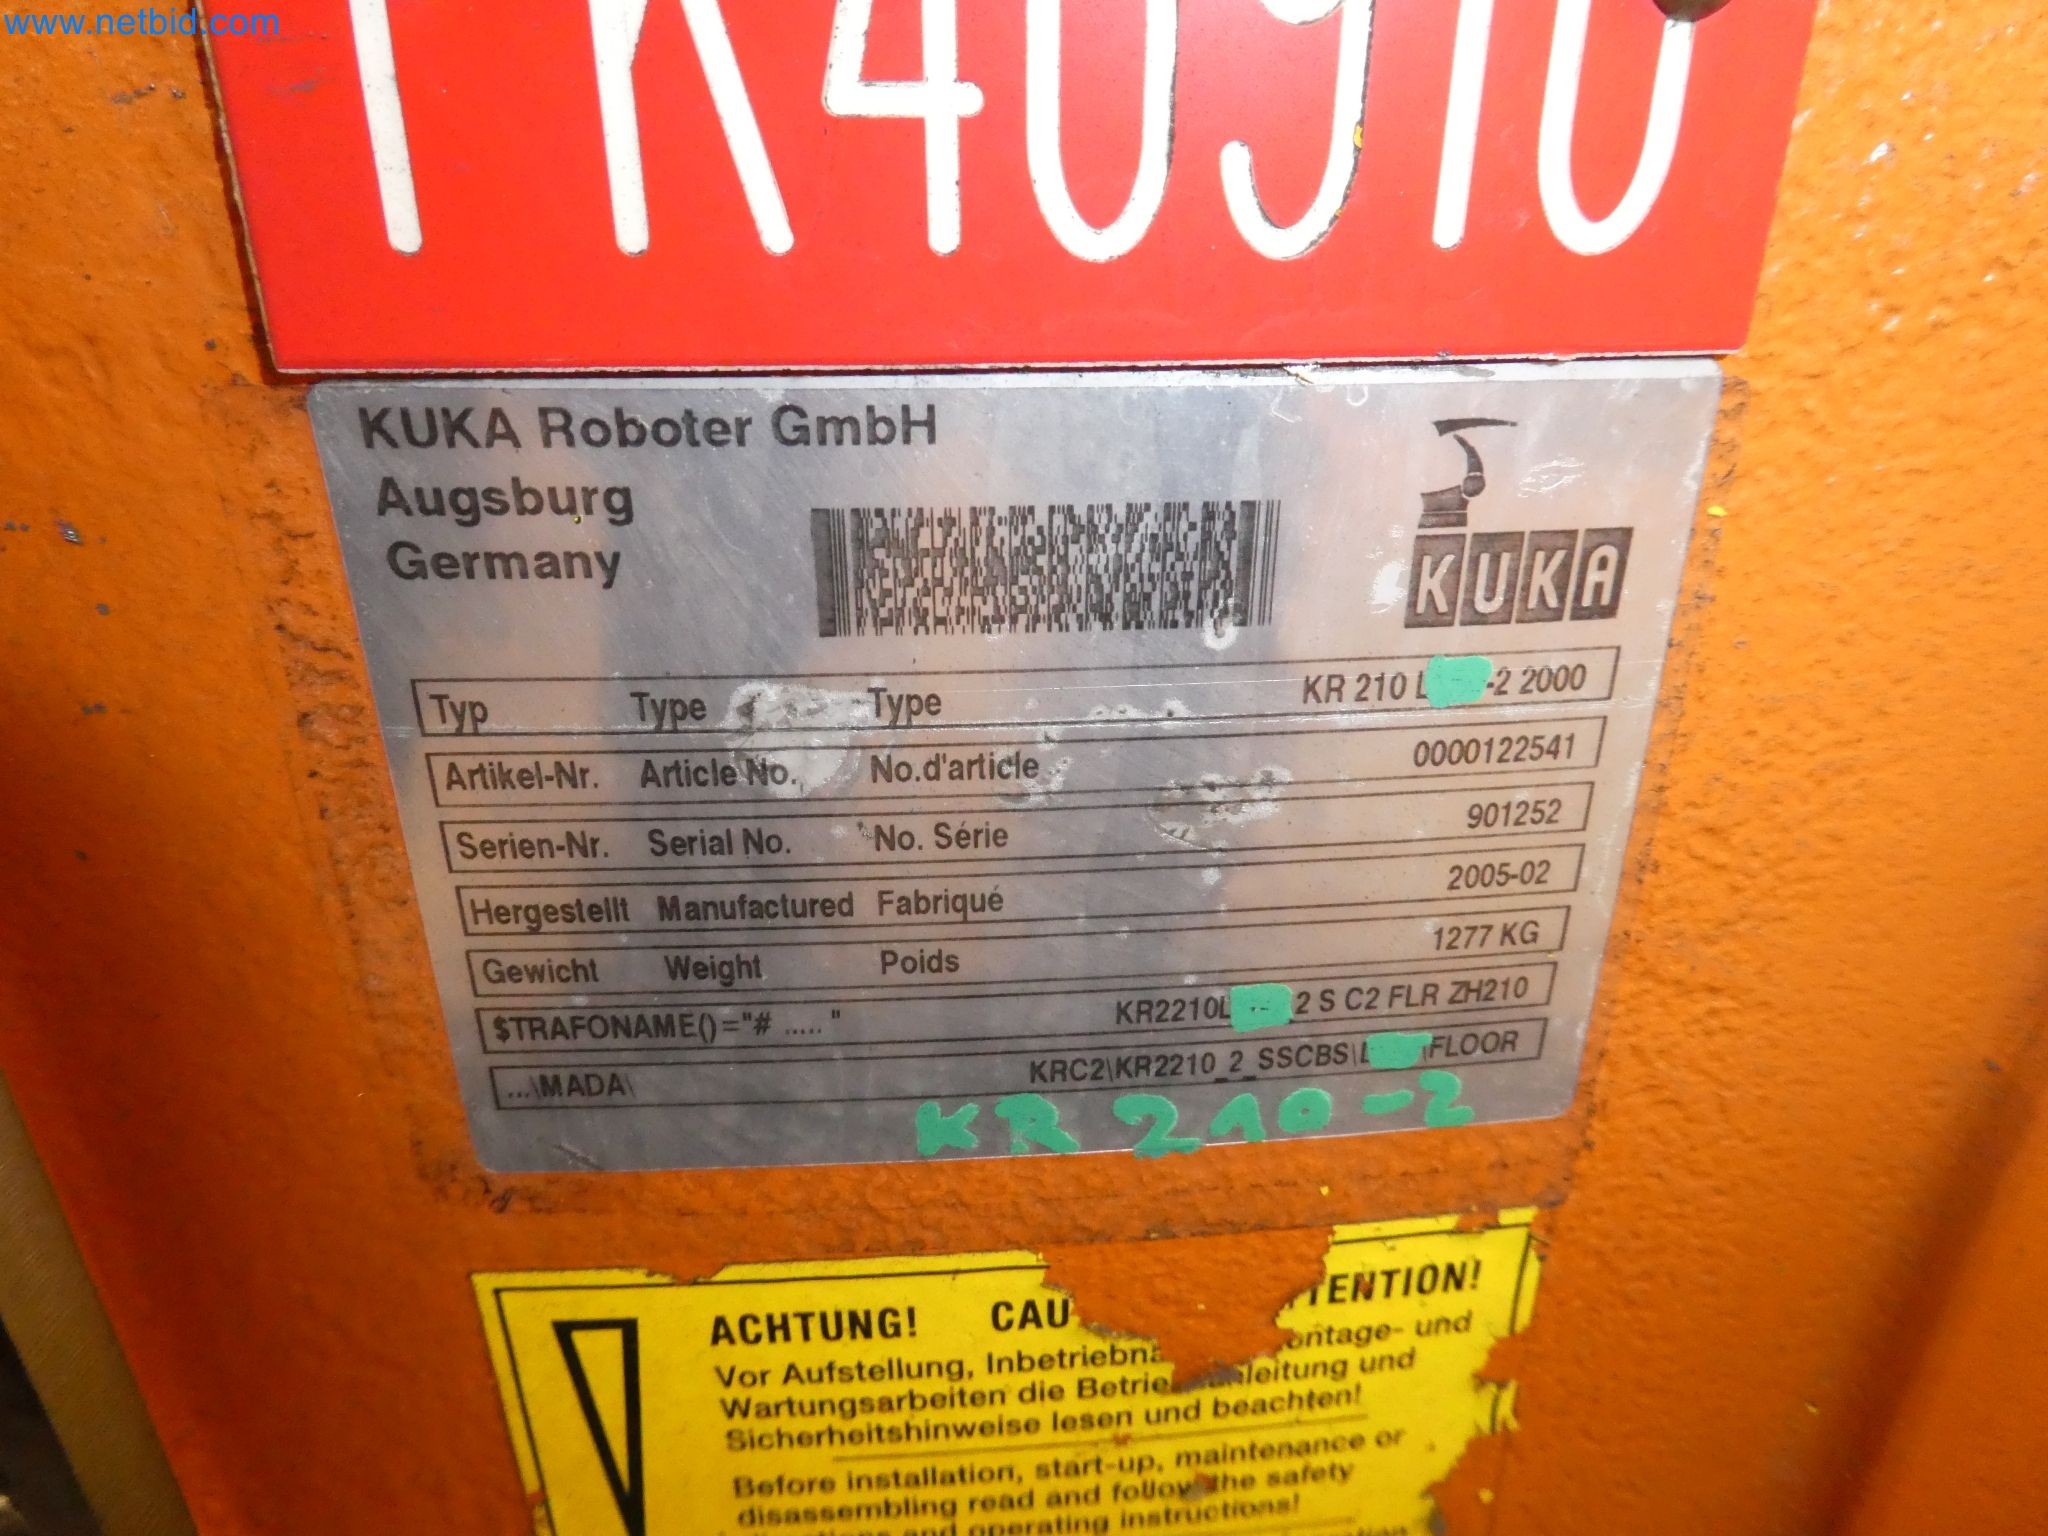 www.netbid.com
KUKA Roboter GmbH
Augsburg
Germany
KUKA
Typ Type Type KR 210 L -2 2000
Artikel-Nr. Article No. No.d'article 0000122541
Serien-Nr. Serial No. No. Série 901252
Hergestellt Manufactured Fabriqué 2005-02
Gewicht Weight Poids 1277 KG
$TRAFONAME()="# ..... " KR2210L 2 S C2 FLR ZH210
...\MADA\ KRC2\KR2210_2_SSCBS\L \FLOOR
KR 210-2
ACHTUNG! CAU TENTION!
Vor Aufstellung, Inbetriebna ontage- und
Wartungsarbeiten die Betrie nleitung und
Sicherheitshinweise lesen und beachten!
Before installation, start-up, maintenance or
disassembling read and follow the safety
and operating instructions!